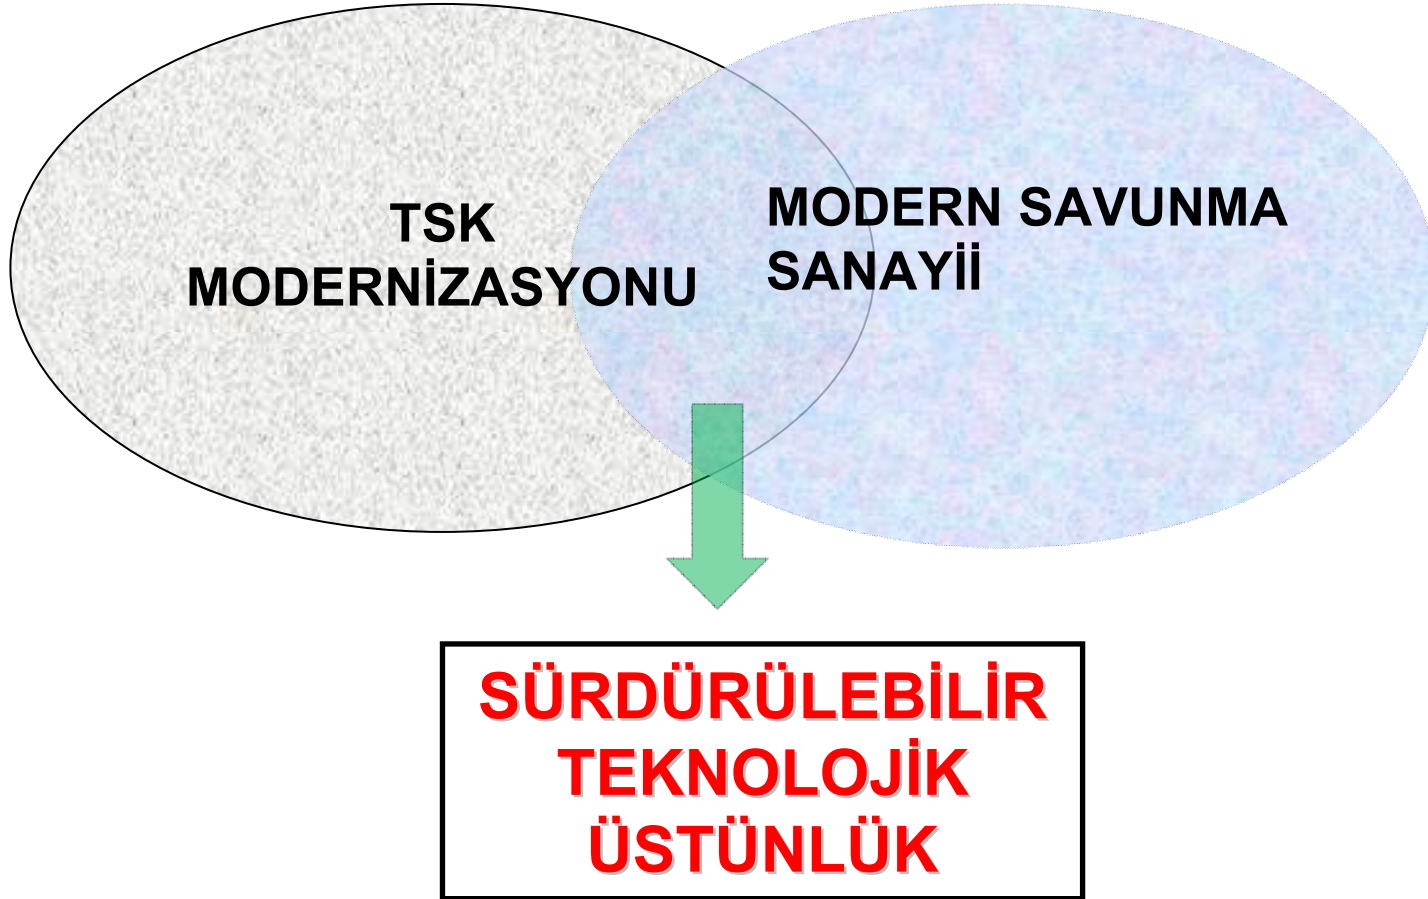 TSK
MODERNİZASYONU
MODERN SAVUNMA
SANAYİİ
SÜRDÜRÜLEBİLİR
TEKNOLOJİK
ÜSTÜNLÜK